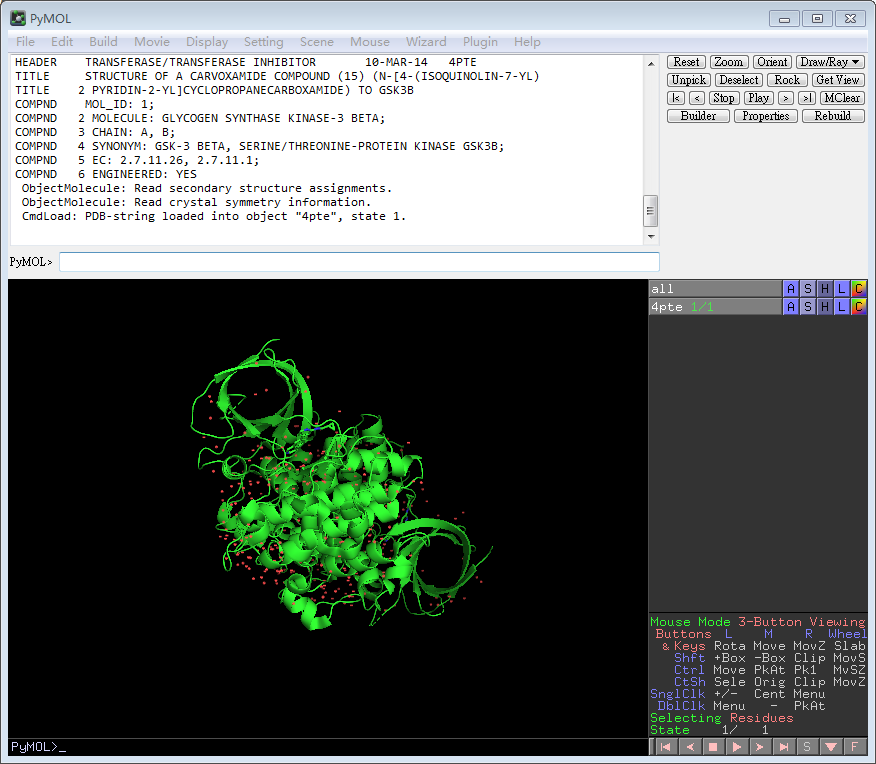 PyMOL
File Edit Build Movie Display Setting Scene Mouse Wizard Plugin Help
HEADER    TRANSFERASE/TRANSFERASE INHIBITOR       10-MAR-14   4PTE
TITLE     STRUCTURE OF A CARVOXAMIDE COMPOUND (15) (N-[4-(ISOQUINOLIN-7-YL)
TITLE    2 PYRIDIN-2-YL]CYCLOPROPANECARBOXAMIDE) TO GSK3B
COMPND    MOL_ID: 1;
COMPND   2 MOLECULE: GLYCOGEN SYNTHASE KINASE-3 BETA;
COMPND   3 CHAIN: A, B;
COMPND   4 SYNONYM: GSK-3 BETA, SERINE/THREONINE-PROTEIN KINASE GSK3B;
COMPND   5 EC: 2.7.11.26, 2.7.11.1;
COMPND   6 ENGINEERED: YES
ObjectMolecule: Read secondary structure assignments.
ObjectMolecule: Read crystal symmetry information.
CmdLoad: PDB-string loaded into object "4pte", state 1.
Reset Zoom Orient Draw/Ray
Unpick Deselect Rock Get View
|< < Stop Play > >| MClear
Builder Properties Rebuild
PyMOL>
all A S H L C
4pte 1/1 A S H L C
Mouse Mode 3-Button Viewing
Buttons L M R Wheel
& Keys Rota Move MovZ Slab
Shft +Box -Box Clip MovS
Ctrl Move PkAt Pk1 MvSZ
CtSh Sele Orig Clip MovZ
SnglClk +/- Cent Menu
DblClk Menu - PkAt
Selecting Residues
State 1/ 1
PyMOL>_
S F